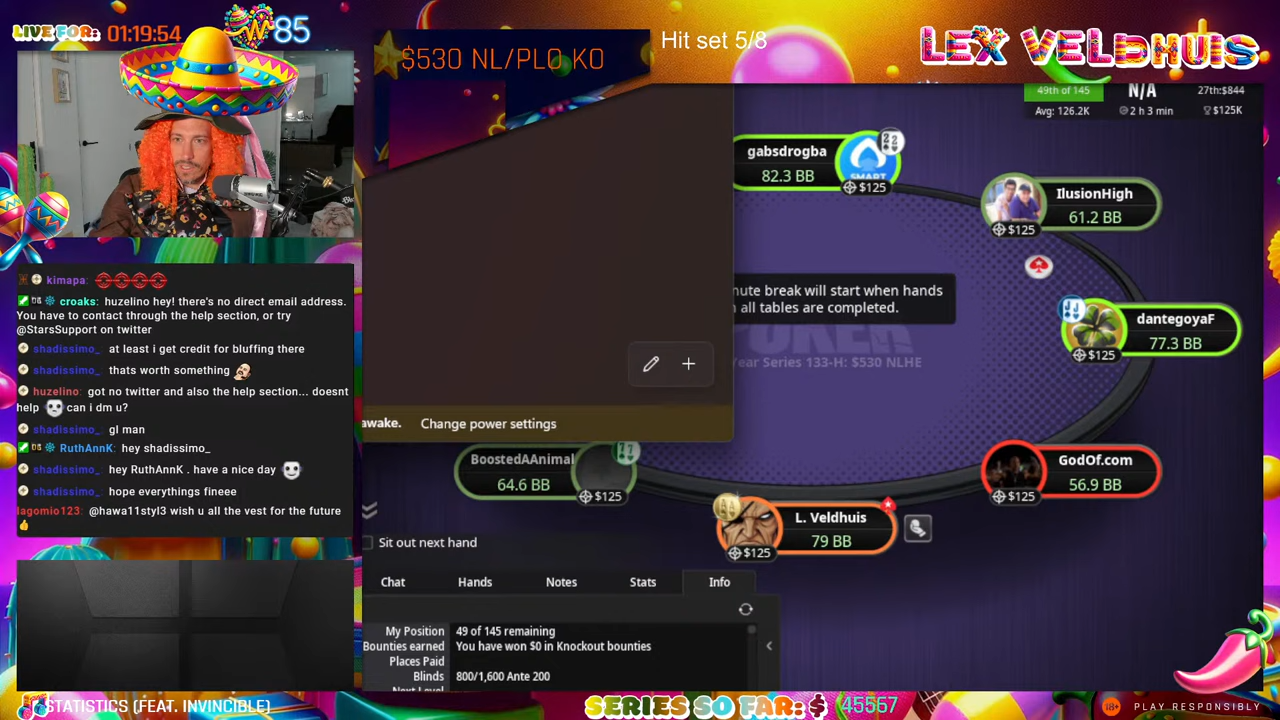 LIVE FOR: 01:19:54
W 85
$530 NL/PLO KO
Hit set 5/8
LEX VELDHUIS
49th of 145
N/A
27th:$844
Avg: 126.2K
2 h 3 min
$125K
gabsdrogba
82.3 BB
SMART
$125
IlusionHigh
61.2 BB
$125
nute break will start when hands
all tables are completed.
Year Series 133-H: $530 NLHE
dantegoyaF
77.3 BB
$125
GodOf.com
56.9 BB
$125
L. Veldhuis
79 BB
$125
BoostedAAnimal
64.6 BB
$125
awake. Change power settings
Sit out next hand
Chat Hands Notes Stats Info
My Position 49 of 145 remaining
Bounties earned You have won $0 in Knockout bounties
Places Paid
Blinds 800/1,600 Ante 200
Next Level
kimapa:
croaks: huzelino hey! there's no direct email address.
You have to contact through the help section, or try
@StarsSupport on twitter
shadissimo_: at least i get credit for bluffing there
shadissimo_: thats worth something
huzelino: got no twitter and also the help section... doesnt
help can i dm u?
shadissimo_: gl man
RuthAnnK: hey shadissimo_
shadissimo_: hey RuthAnnK . have a nice day
shadissimo_: hope everythings fineee
lagomio123: @hawa11styl3 wish u all the vest for the future
STATISTICS (FEAT. INVINCIBLE)
SERIES SO FAR: $ 45567
18+ PLAY RESPONSIBLY